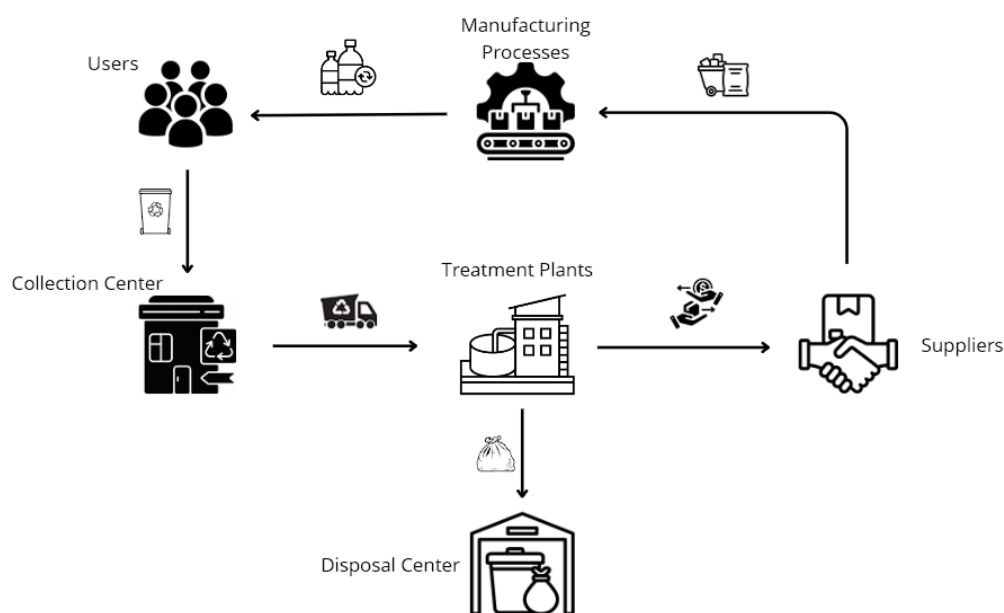 Manufacturing
Processes
Users
Collection Center
Treatment Plants
Suppliers
Disposal Center